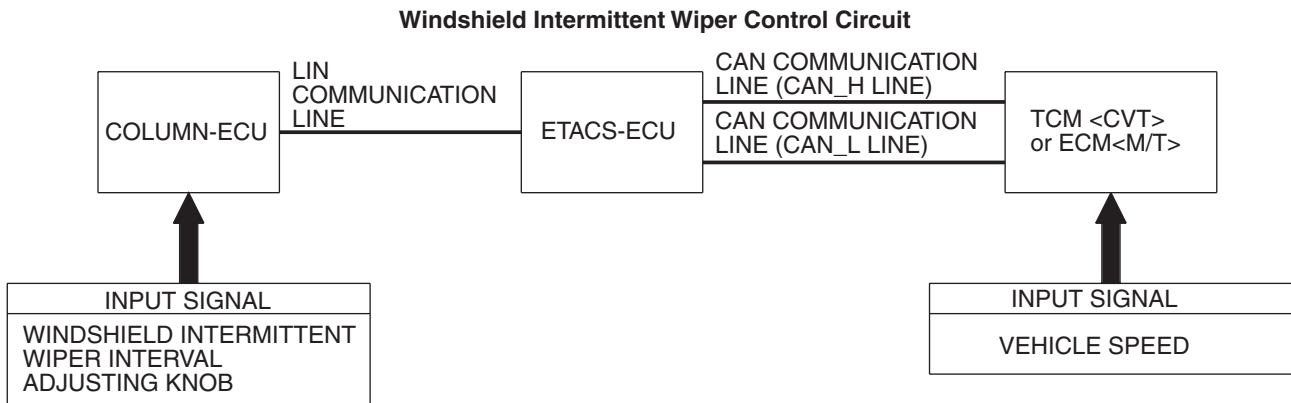 Windshield Intermittent Wiper Control Circuit
LIN
COMMUNICATION
LINE
CAN COMMUNICATION
LINE (CAN_H LINE)
CAN COMMUNICATION
LINE (CAN_L LINE)
COLUMN-ECU
ETACS-ECU
TCM <CVT>
or ECM<M/T>
INPUT SIGNAL
WINDSHIELD INTERMITTENT
WIPER INTERVAL
ADJUSTING KNOB
INPUT SIGNAL
VEHICLE SPEED